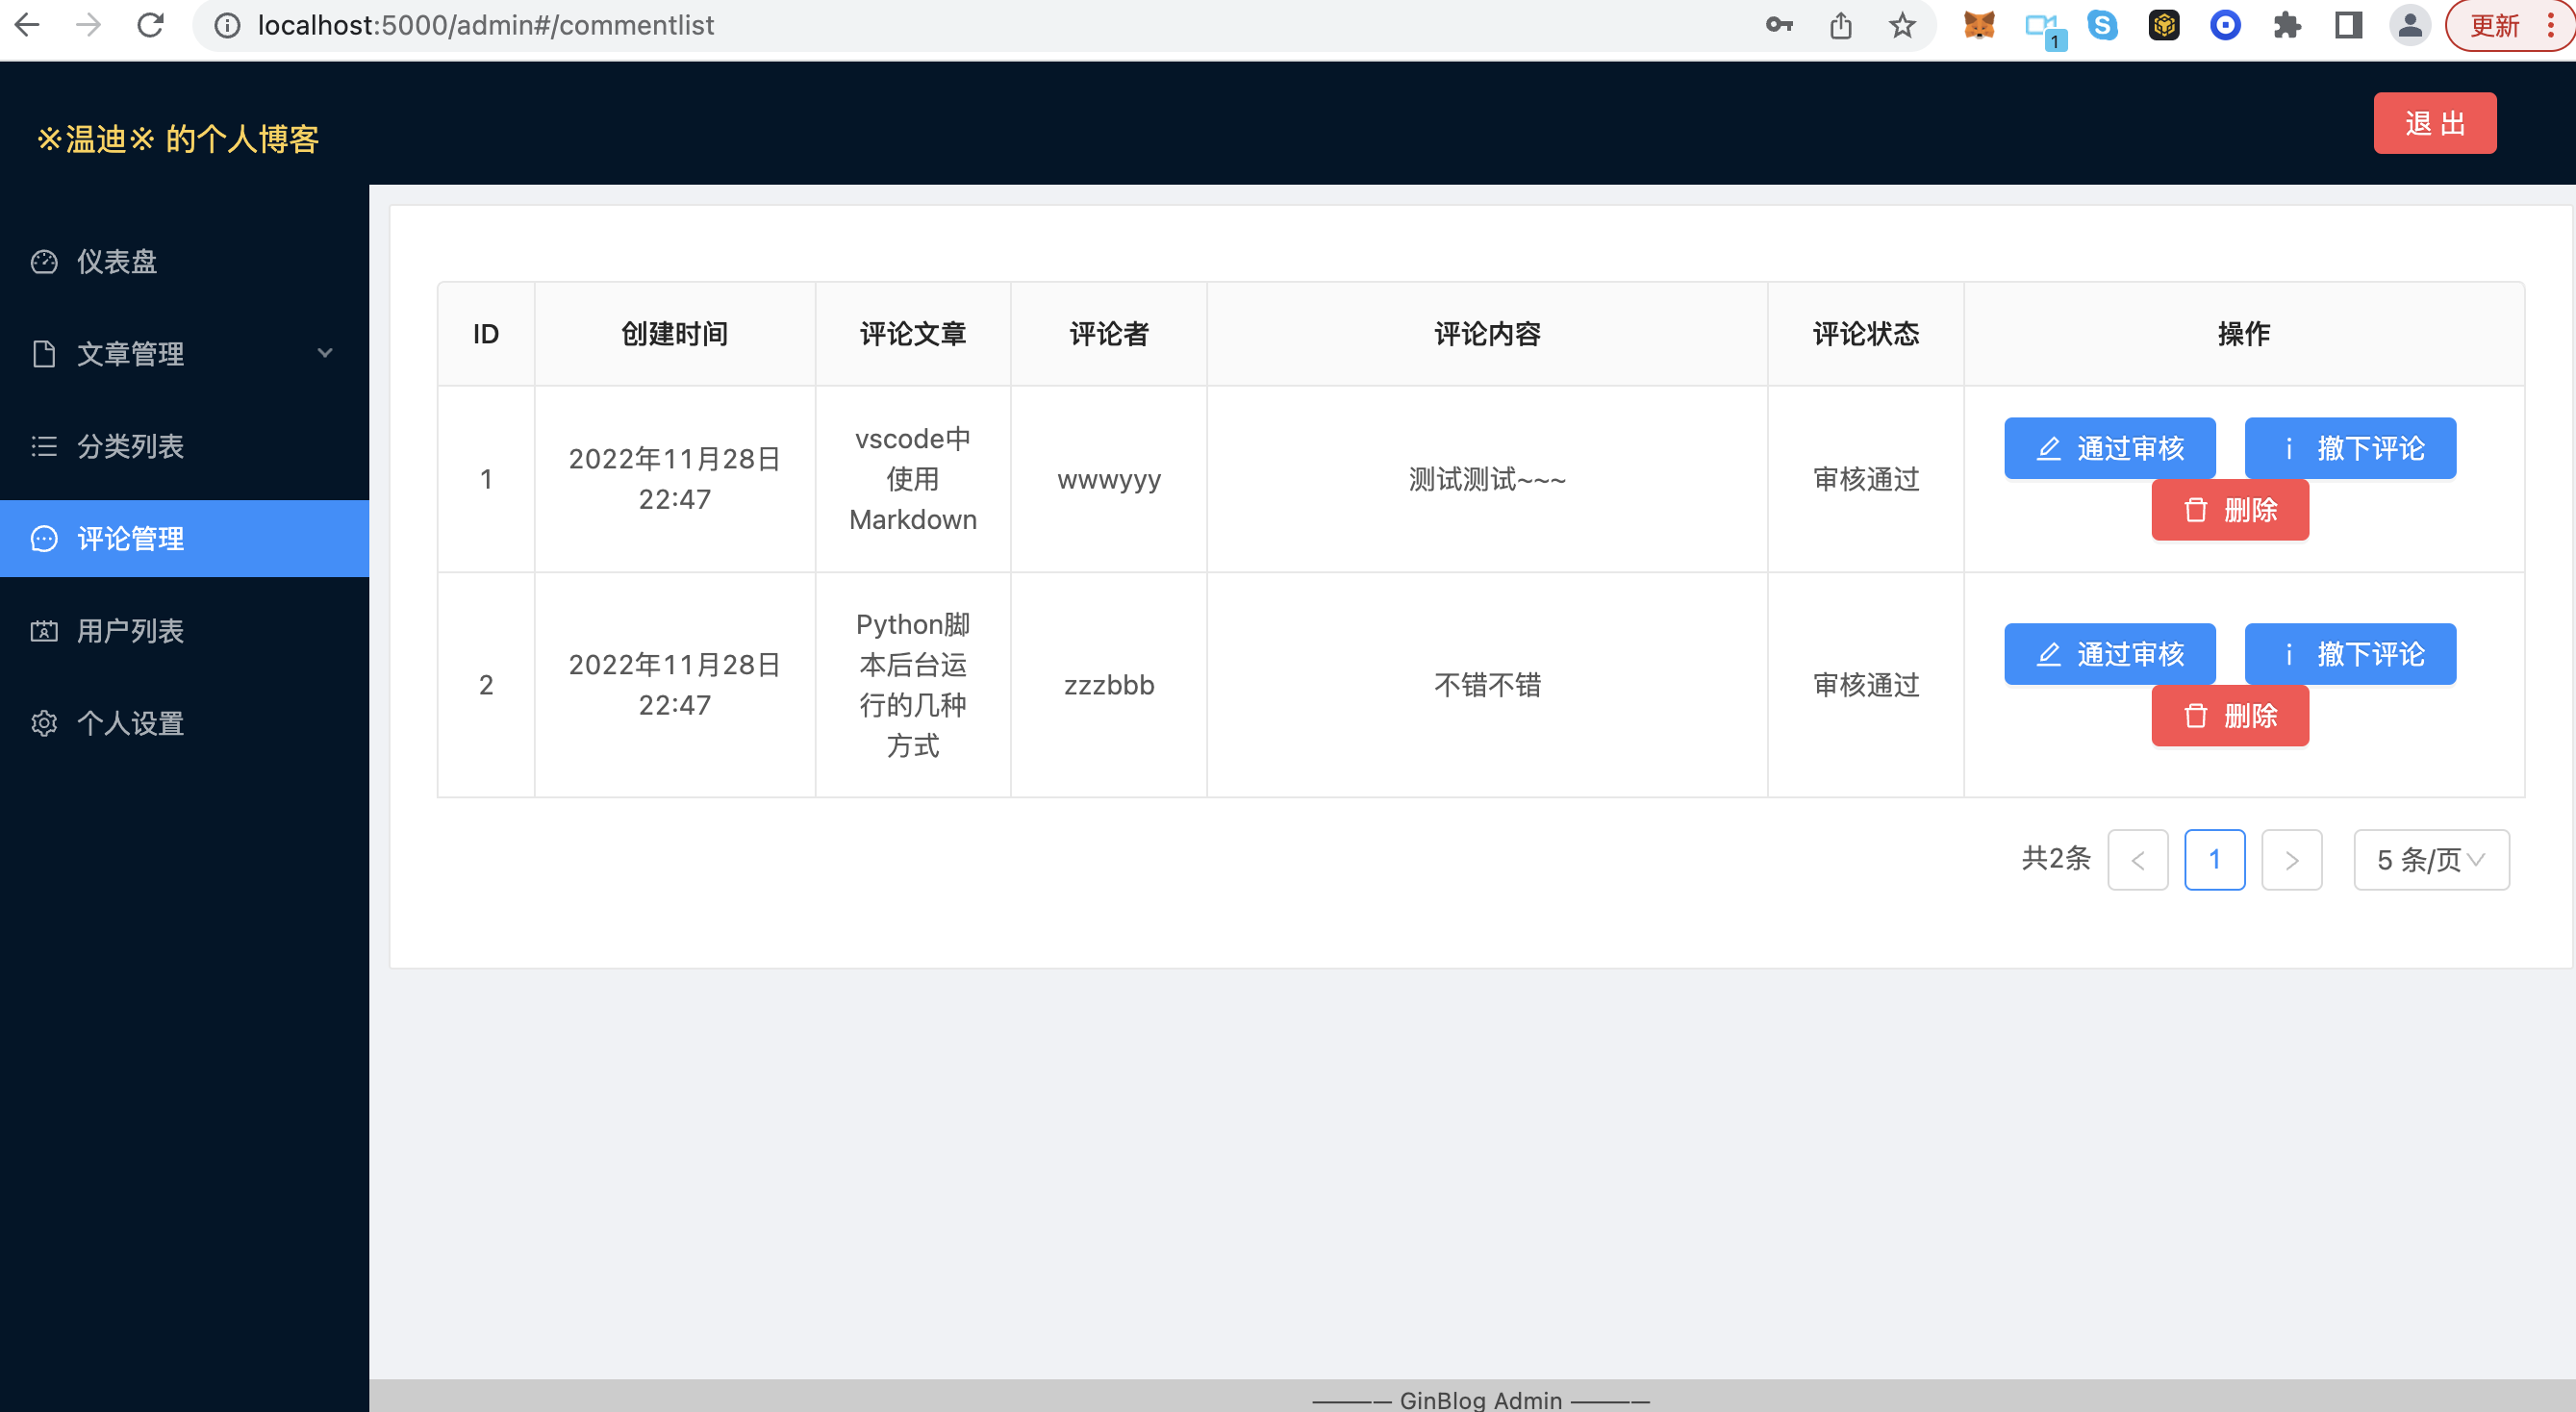 localhost:5000/admin#/commentlist
1
更新
※温迪※ 的个人博客
退 出
仪表盘
文章管理
分类列表
评论管理
用户列表
个人设置
ID 创建时间 评论文章 评论者 评论内容 评论状态 操作
1
2022年11月28日
22:47
vscode中
使用
Markdown
wwwyyy
测试测试~~~
审核通过
通过审核 撤下评论
删除
2
2022年11月28日
22:47
Python脚
本后台运
行的几种
方式
zzzbbb
不错不错
审核通过
通过审核 撤下评论
删除
共2条 < 1 > 5 条/页
———— GinBlog Admin ————